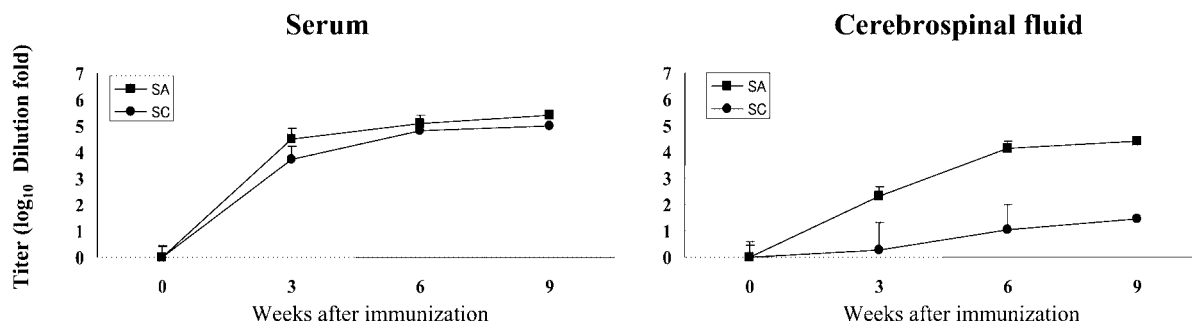 Serum
Cerebrospinal fluid
Titer (log10 Dilution fold)
7
6
5
4
3
2
1
0
SA
SC
0 3 6 9
Weeks after immunization
7
6
5
4
3
2
1
0
SA
SC
0 3 6 9
Weeks after immunization